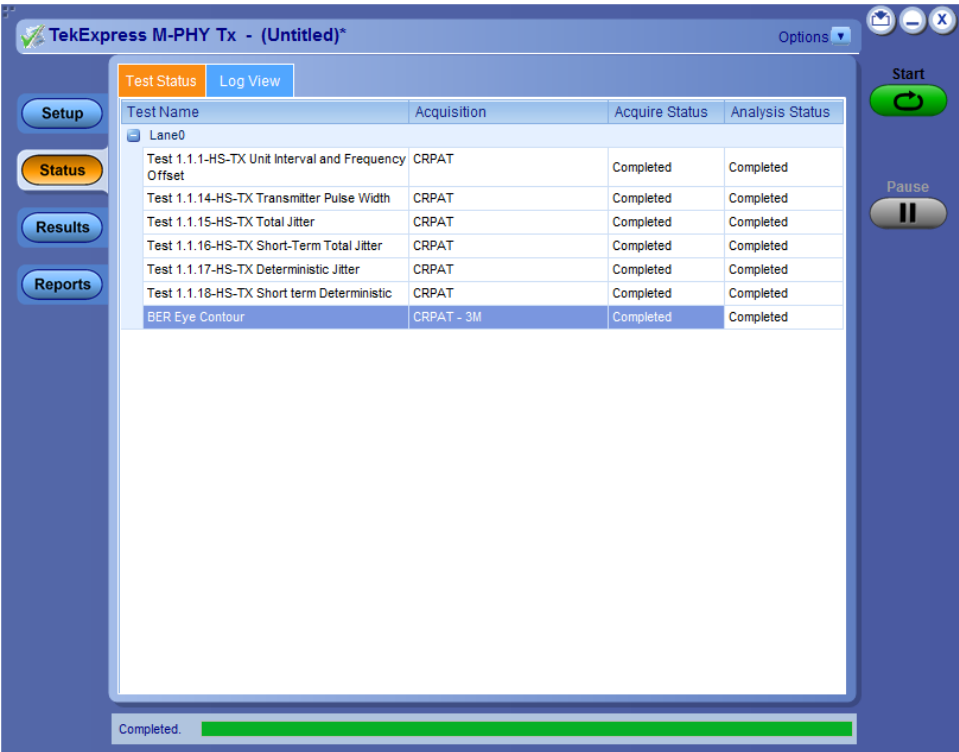 TekExpress M-PHY Tx - (Untitled)*
Options
Test Status Log View
Start
Setup
Status
Results
Reports
Pause
Test Name Acquisition Acquire Status Analysis Status
Lane0
Test 1.1.1-HS-TX Unit Interval and Frequency
Offset CRPAT Completed Completed
Test 1.1.14-HS-TX Transmitter Pulse Width CRPAT Completed Completed
Test 1.1.15-HS-TX Total Jitter CRPAT Completed Completed
Test 1.1.16-HS-TX Short-Term Total Jitter CRPAT Completed Completed
Test 1.1.17-HS-TX Deterministic Jitter CRPAT Completed Completed
Test 1.1.18-HS-TX Short term Deterministic CRPAT Completed Completed
BER Eye Contour CRPAT - 3M Completed Completed
Completed.